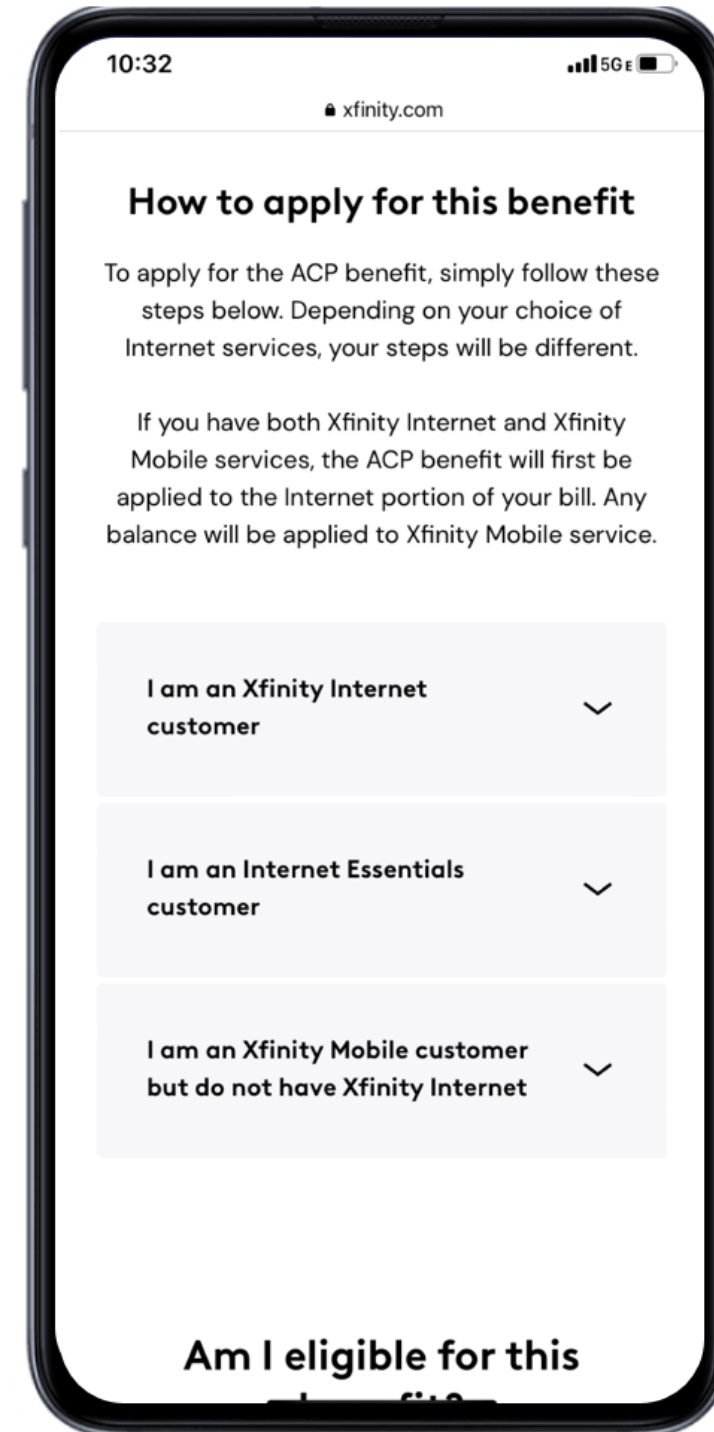 10:32
5G E
xfinity.com
How to apply for this benefit
To apply for the ACP benefit, simply follow these
steps below. Depending on your choice of
Internet services, your steps will be different.
If you have both Xfinity Internet and Xfinity
Mobile services, the ACP benefit will first be
applied to the Internet portion of your bill. Any
balance will be applied to Xfinity Mobile service.
I am an Xfinity Internet
customer
I am an Internet Essentials
customer
I am an Xfinity Mobile customer
but do not have Xfinity Internet
Am I eligible for this